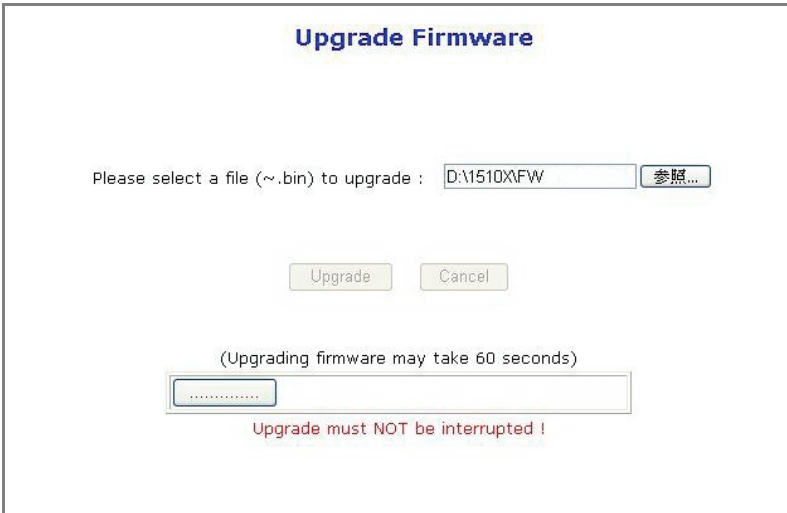 Upgrade Firmware
Please select a file (~.bin) to upgrade : D:\1510X\FW 参照...
Upgrade Cancel
(Upgrading firmware may take 60 seconds)
..............
Upgrade must NOT be interrupted !